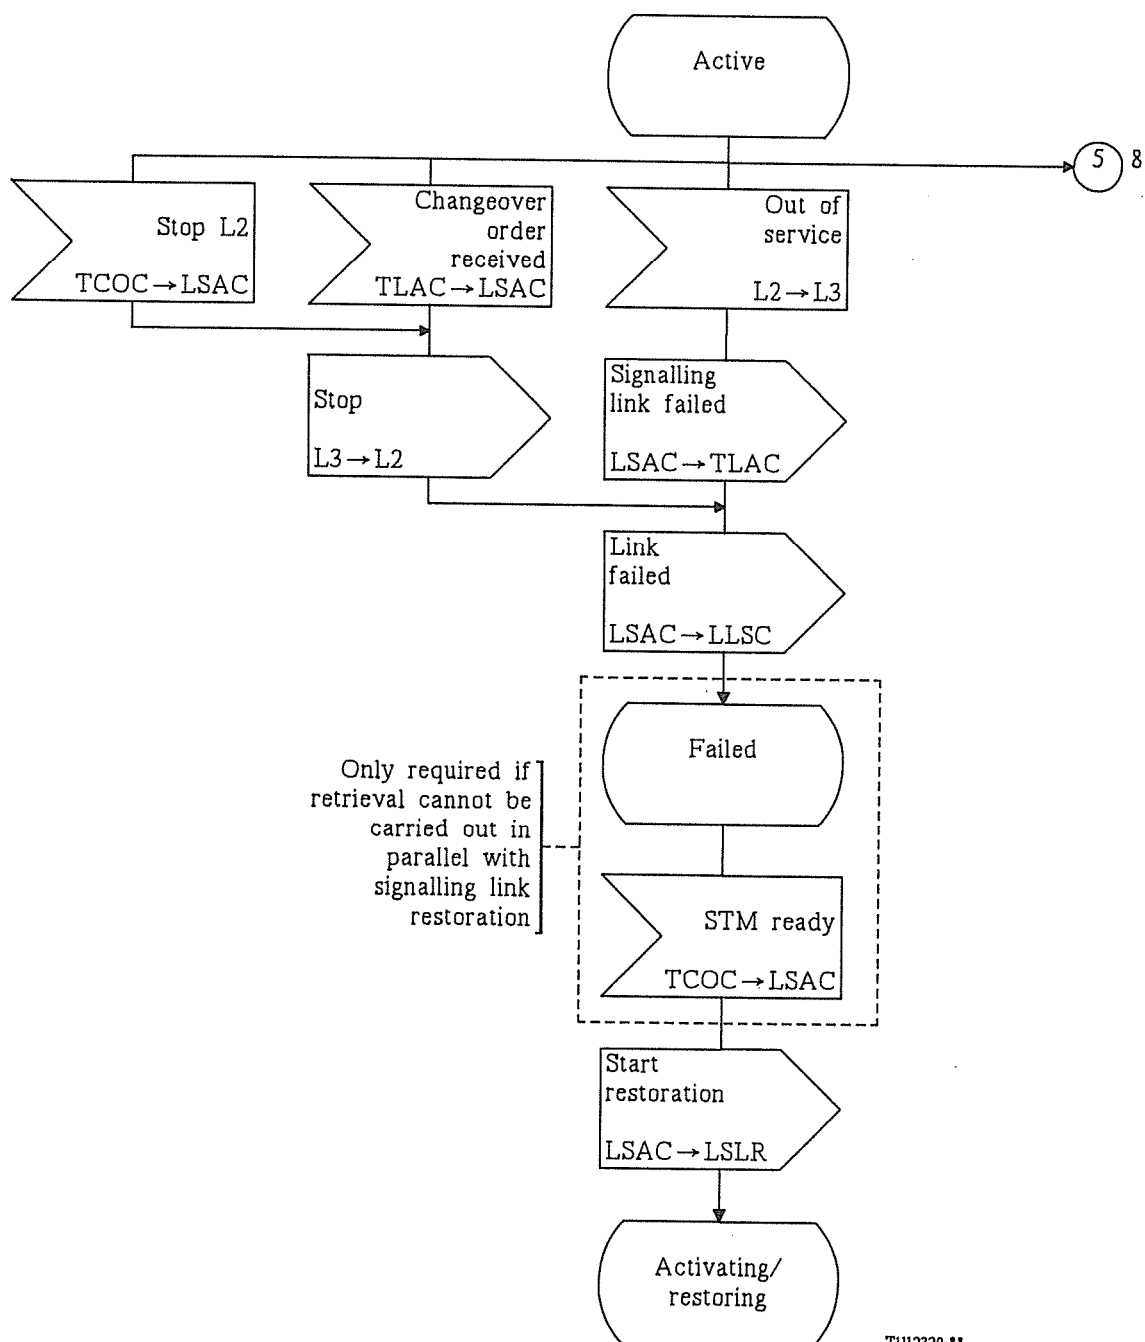 Active
5 8
Stop L2
TCOC→LSAC
Changeover
order
received
TLAC→LSAC
Out of
service
L2→L3
Stop
L3→L2
Signalling
link failed
LSAC→TLAC
Link
failed
LSAC→LLSC
Failed
Only required if
retrieval cannot be
carried out in
parallel with
signalling link
restoration
STM ready
TCOC→LSAC
Start
restoration
LSAC→LSLR
Activating/
restoring